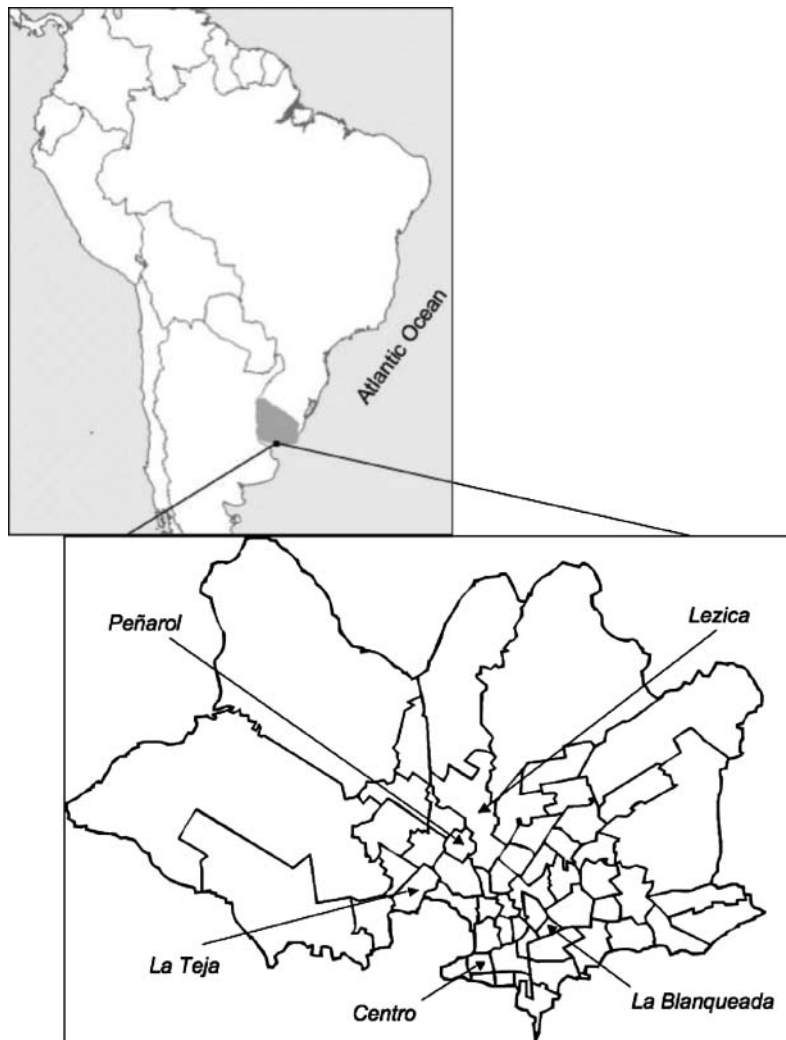 Atlantic Ocean
Peñarol
Lezica
La Teja
Centro
La Blanqueada